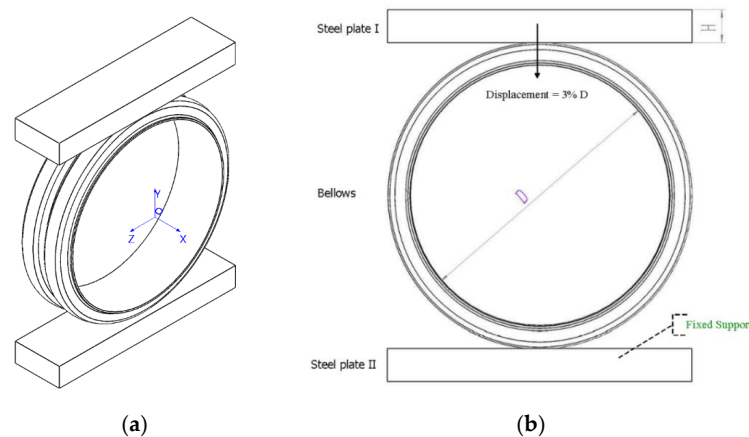 Y
O
Z
X
(a)
Steel plate I
H
Displacement = 3% D
Bellows
D
Fixed Suppor
Steel plate II
(b)